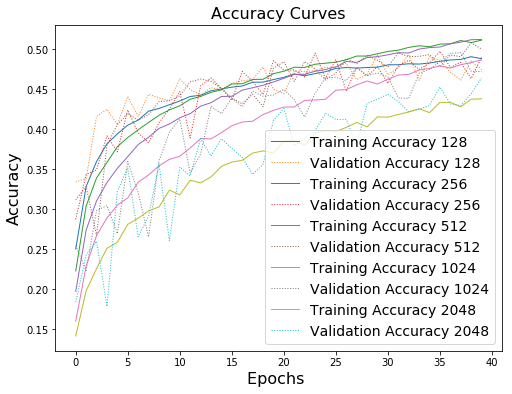 Accuracy Curves
Accuracy
0.50
0.45
0.40
0.35
0.30
0.25
0.20
0.15
Training Accuracy 128
Validation Accuracy 128
Training Accuracy 256
Validation Accuracy 256
Training Accuracy 512
Validation Accuracy 512
Training Accuracy 1024
Validation Accuracy 1024
Training Accuracy 2048
Validation Accuracy 2048
0 5 10 15 20 25 30 35 40
Epochs